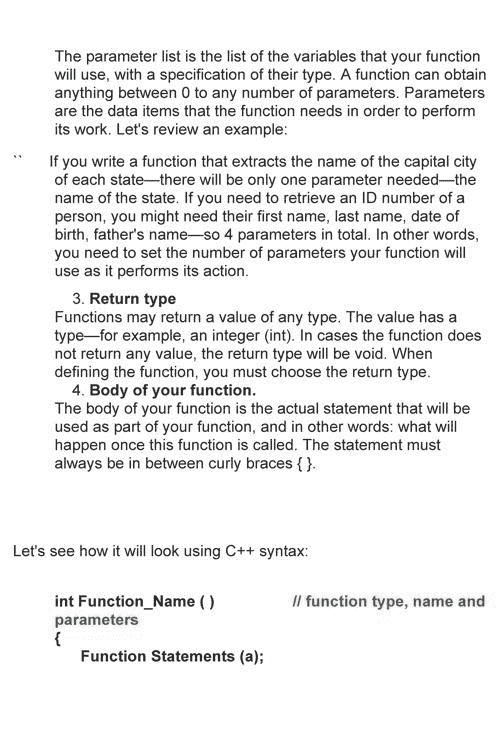 The parameter list is the list of the variables that your function
will use, with a specification of their type. A function can obtain
anything between 0 to any number of parameters. Parameters
are the data items that the function needs in order to perform
its work. Let's review an example:
`` If you write a function that extracts the name of the capital city
of each state—there will be only one parameter needed—the
name of the state. If you need to retrieve an ID number of a
person, you might need their first name, last name, date of
birth, father's name—so 4 parameters in total. In other words,
you need to set the number of parameters your function will
use as it performs its action.
3. Return type
Functions may return a value of any type. The value has a
type—for example, an integer (int). In cases the function does
not return any value, the return type will be void. When
defining the function, you must choose the return type.
4. Body of your function.
The body of your function is the actual statement that will be
used as part of your function, and in other words: what will
happen once this function is called. The statement must
always be in between curly braces { }.
Let's see how it will look using C++ syntax:
int Function_Name ( ) // function type, name and
parameters
{
Function Statements (a);